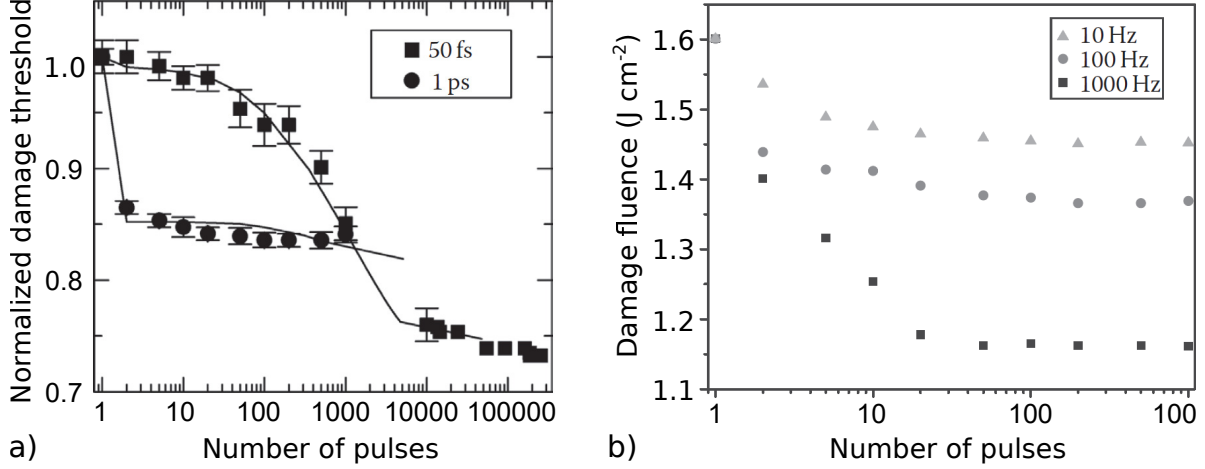 Normalized damage threshold
1.0
0.9
0.8
0.7
50 fs
1 ps
1 10 100 1000 10000 100000
Number of pulses
a)
Damage fluence (J cm-2)
1.6
1.5
1.4
1.3
1.2
1.1
10 Hz
100 Hz
1000 Hz
1 10 100 100
Number of pulses
b)